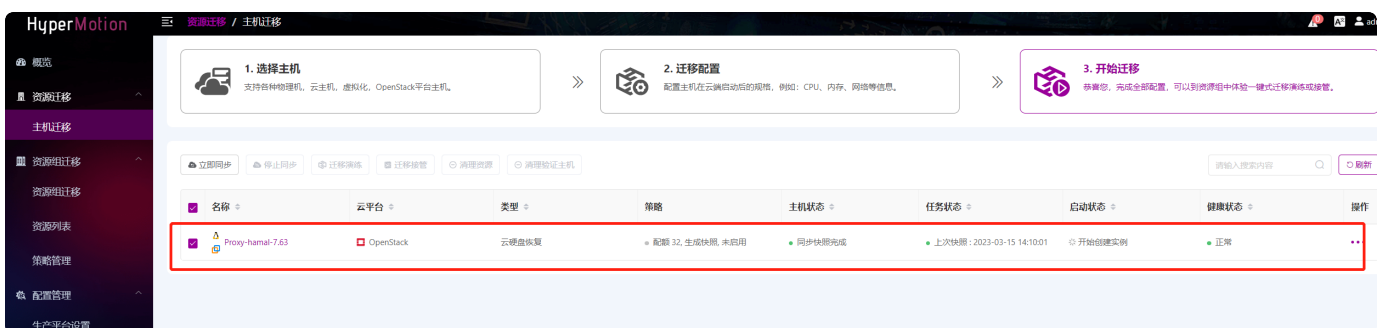 HyperMotion
资源迁移 / 主机迁移
0
概览
资源迁移
主机迁移
资源组迁移
资源组迁移
资源列表
策略管理
配置管理
生产平台设置
1. 选择主机
支持各种物理机、云主机、虚拟化、OpenStack平台主机。
2. 迁移配置
配置主机在云端启动后的规格，例如：CPU、内存、网络等信息。
3. 开始迁移
恭喜您，完成全部配置，可以到资源组中体验一键式迁移演练或接管。
立即同步 停止同步 迁移演练 迁移接管 清理资源 清理验证主机 请输入搜索内容 刷新
名称 云平台 类型 策略 主机状态 任务状态 启动状态 健康状态 操作
Proxy-hamal-7.63 OpenStack 云硬盘恢复 配额 32, 生成快照, 未启用 同步快照完成 上次快照 : 2023-03-15 14:10:01 开始创建实例 正常 •••